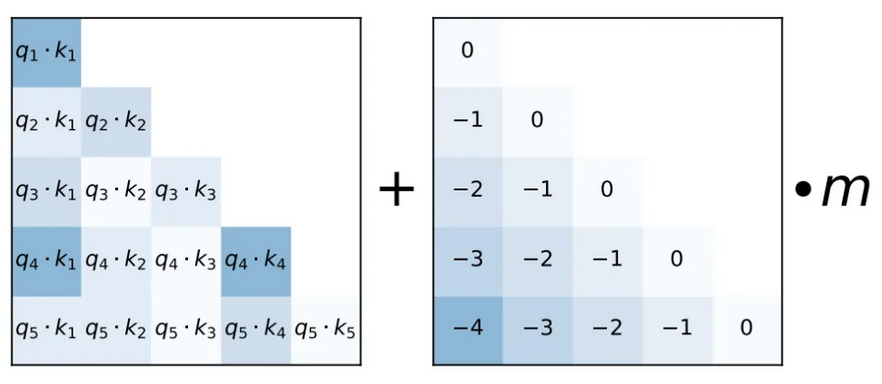 q₁ · k₁ 0
q₂ · k₁ q₂ · k₂ −1 0
q₃ · k₁ q₃ · k₂ q₃ · k₃ + −2 −1 0 • m
q₄ · k₁ q₄ · k₂ q₄ · k₃ q₄ · k₄ −3 −2 −1 0
q₅ · k₁ q₅ · k₂ q₅ · k₃ q₅ · k₄ q₅ · k₅ −4 −3 −2 −1 0